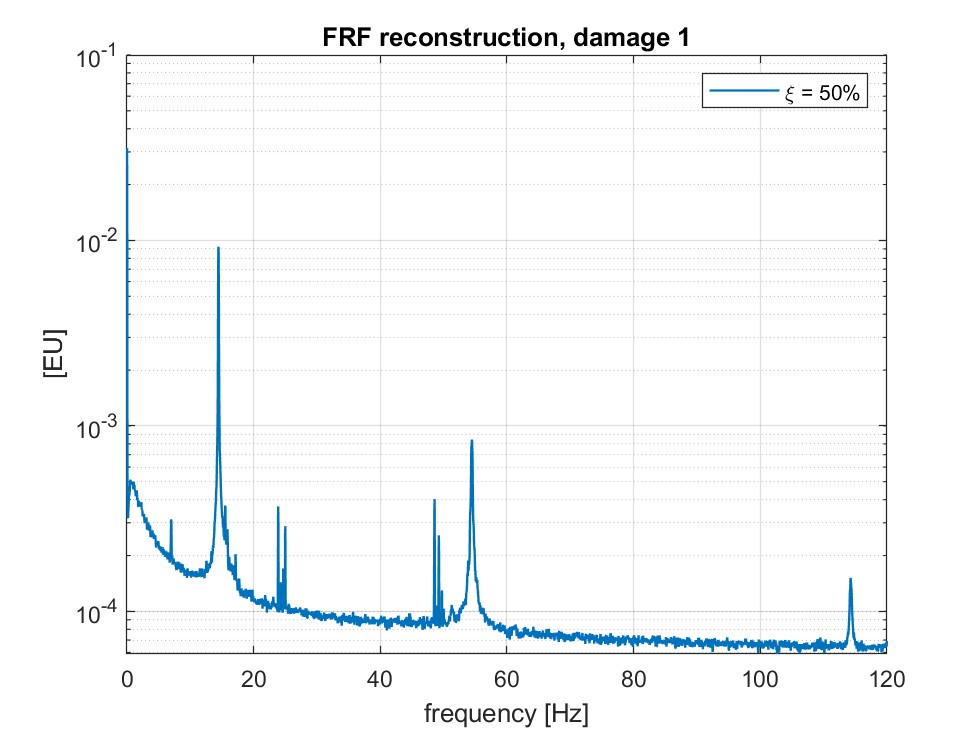 FRF reconstruction, damage 1
ξ = 50%
[EU]
10^-1
10^-2
10^-3
10^-4
0 20 40 60 80 100 120
frequency [Hz]